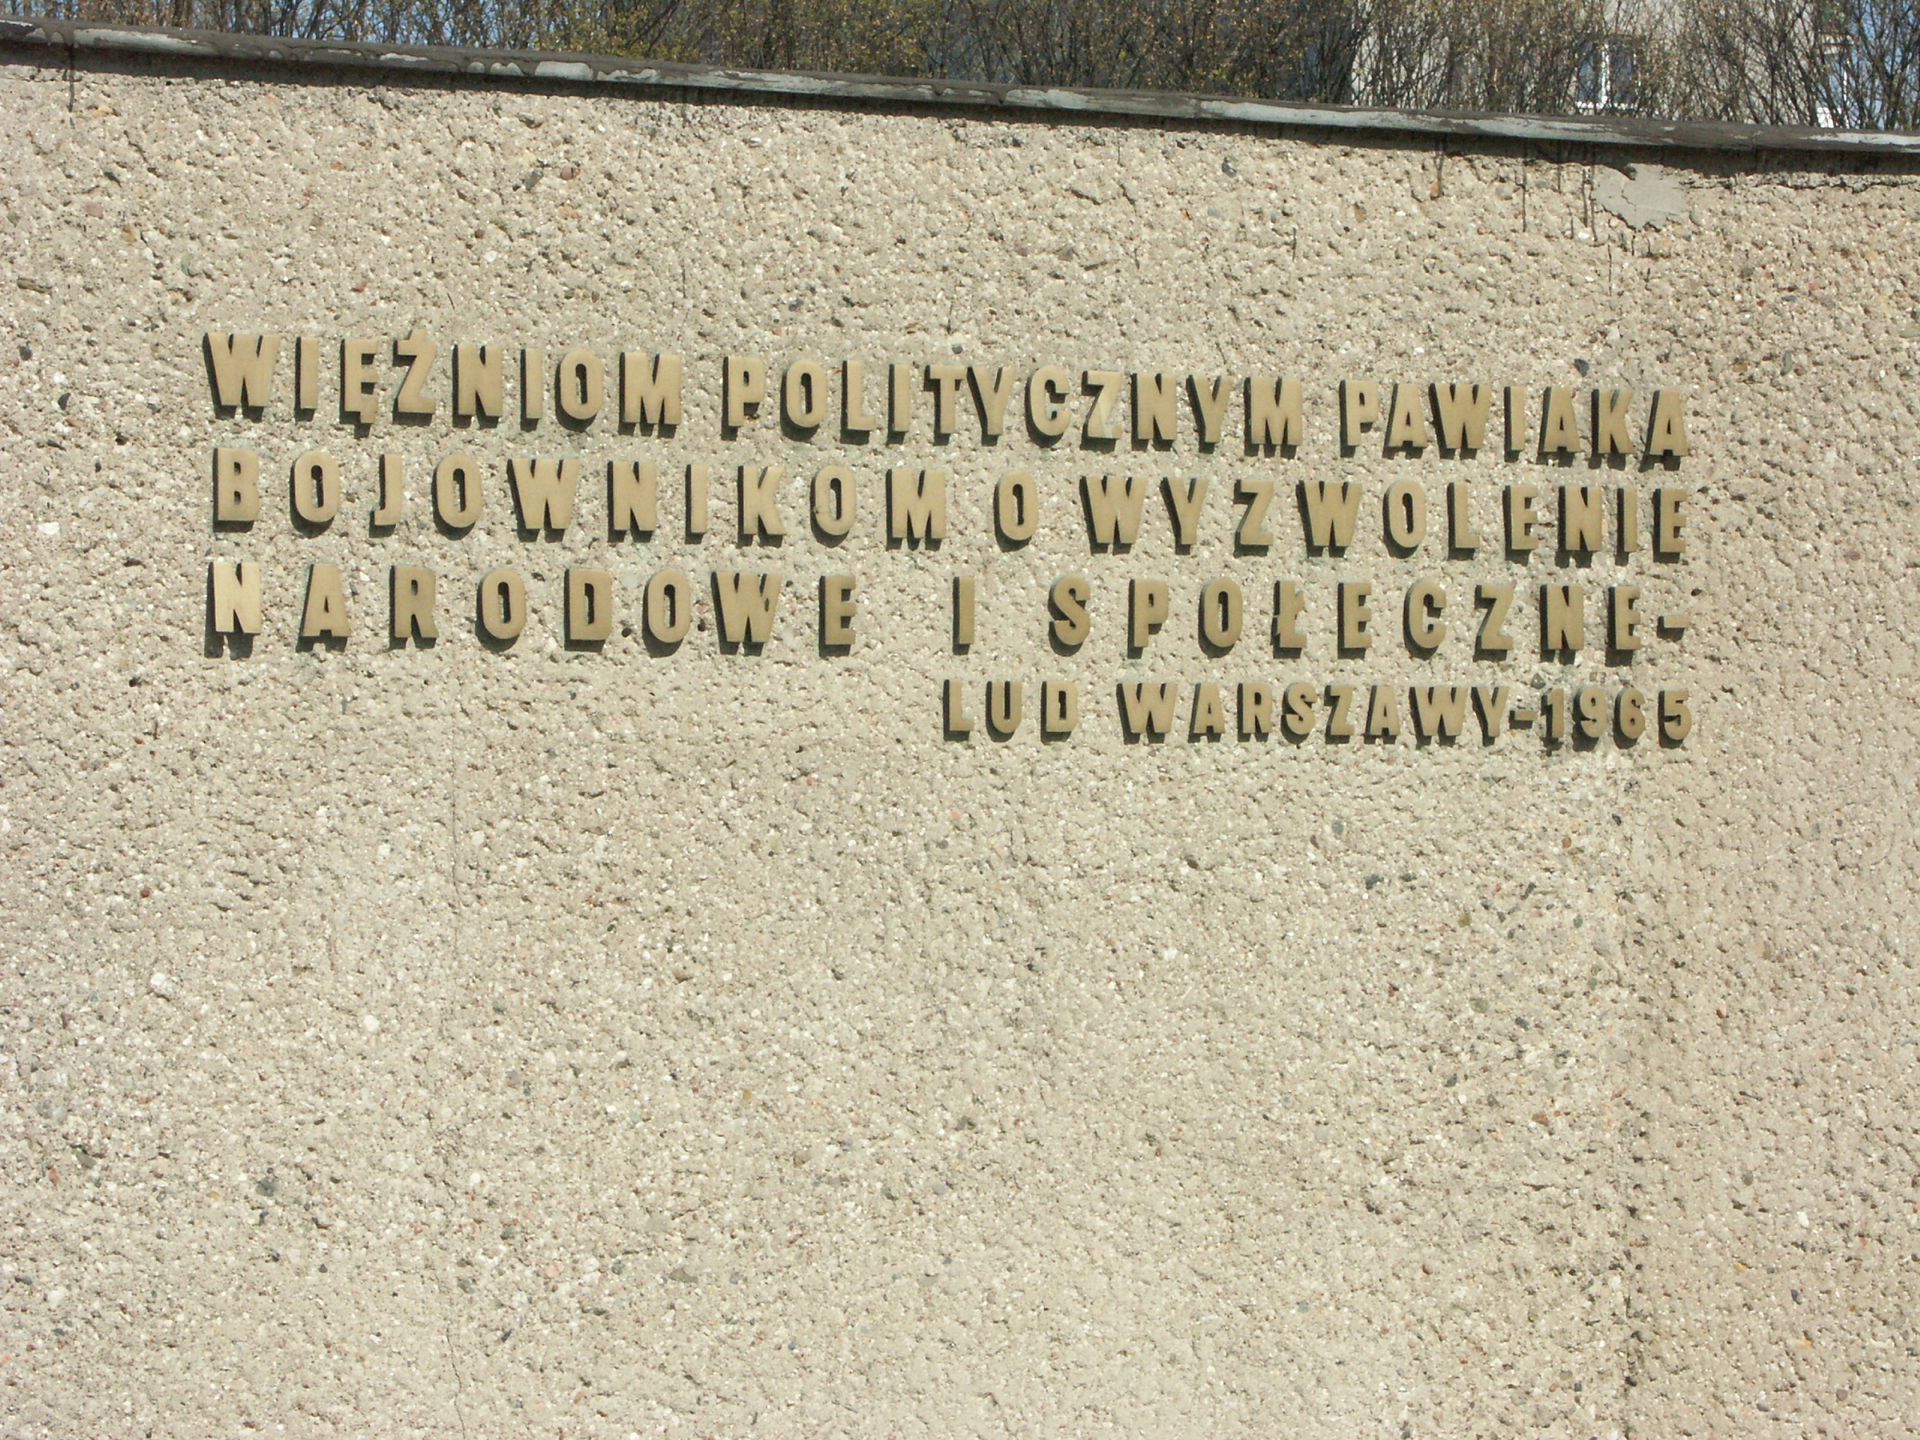 WIĘŹNIOM POLITYCZNYM PAWIAKA
BOJOWNIKOM O WYZWOLENIE
NARODOWE I SPOŁECZNE-
LUD WARSZAWY-1965